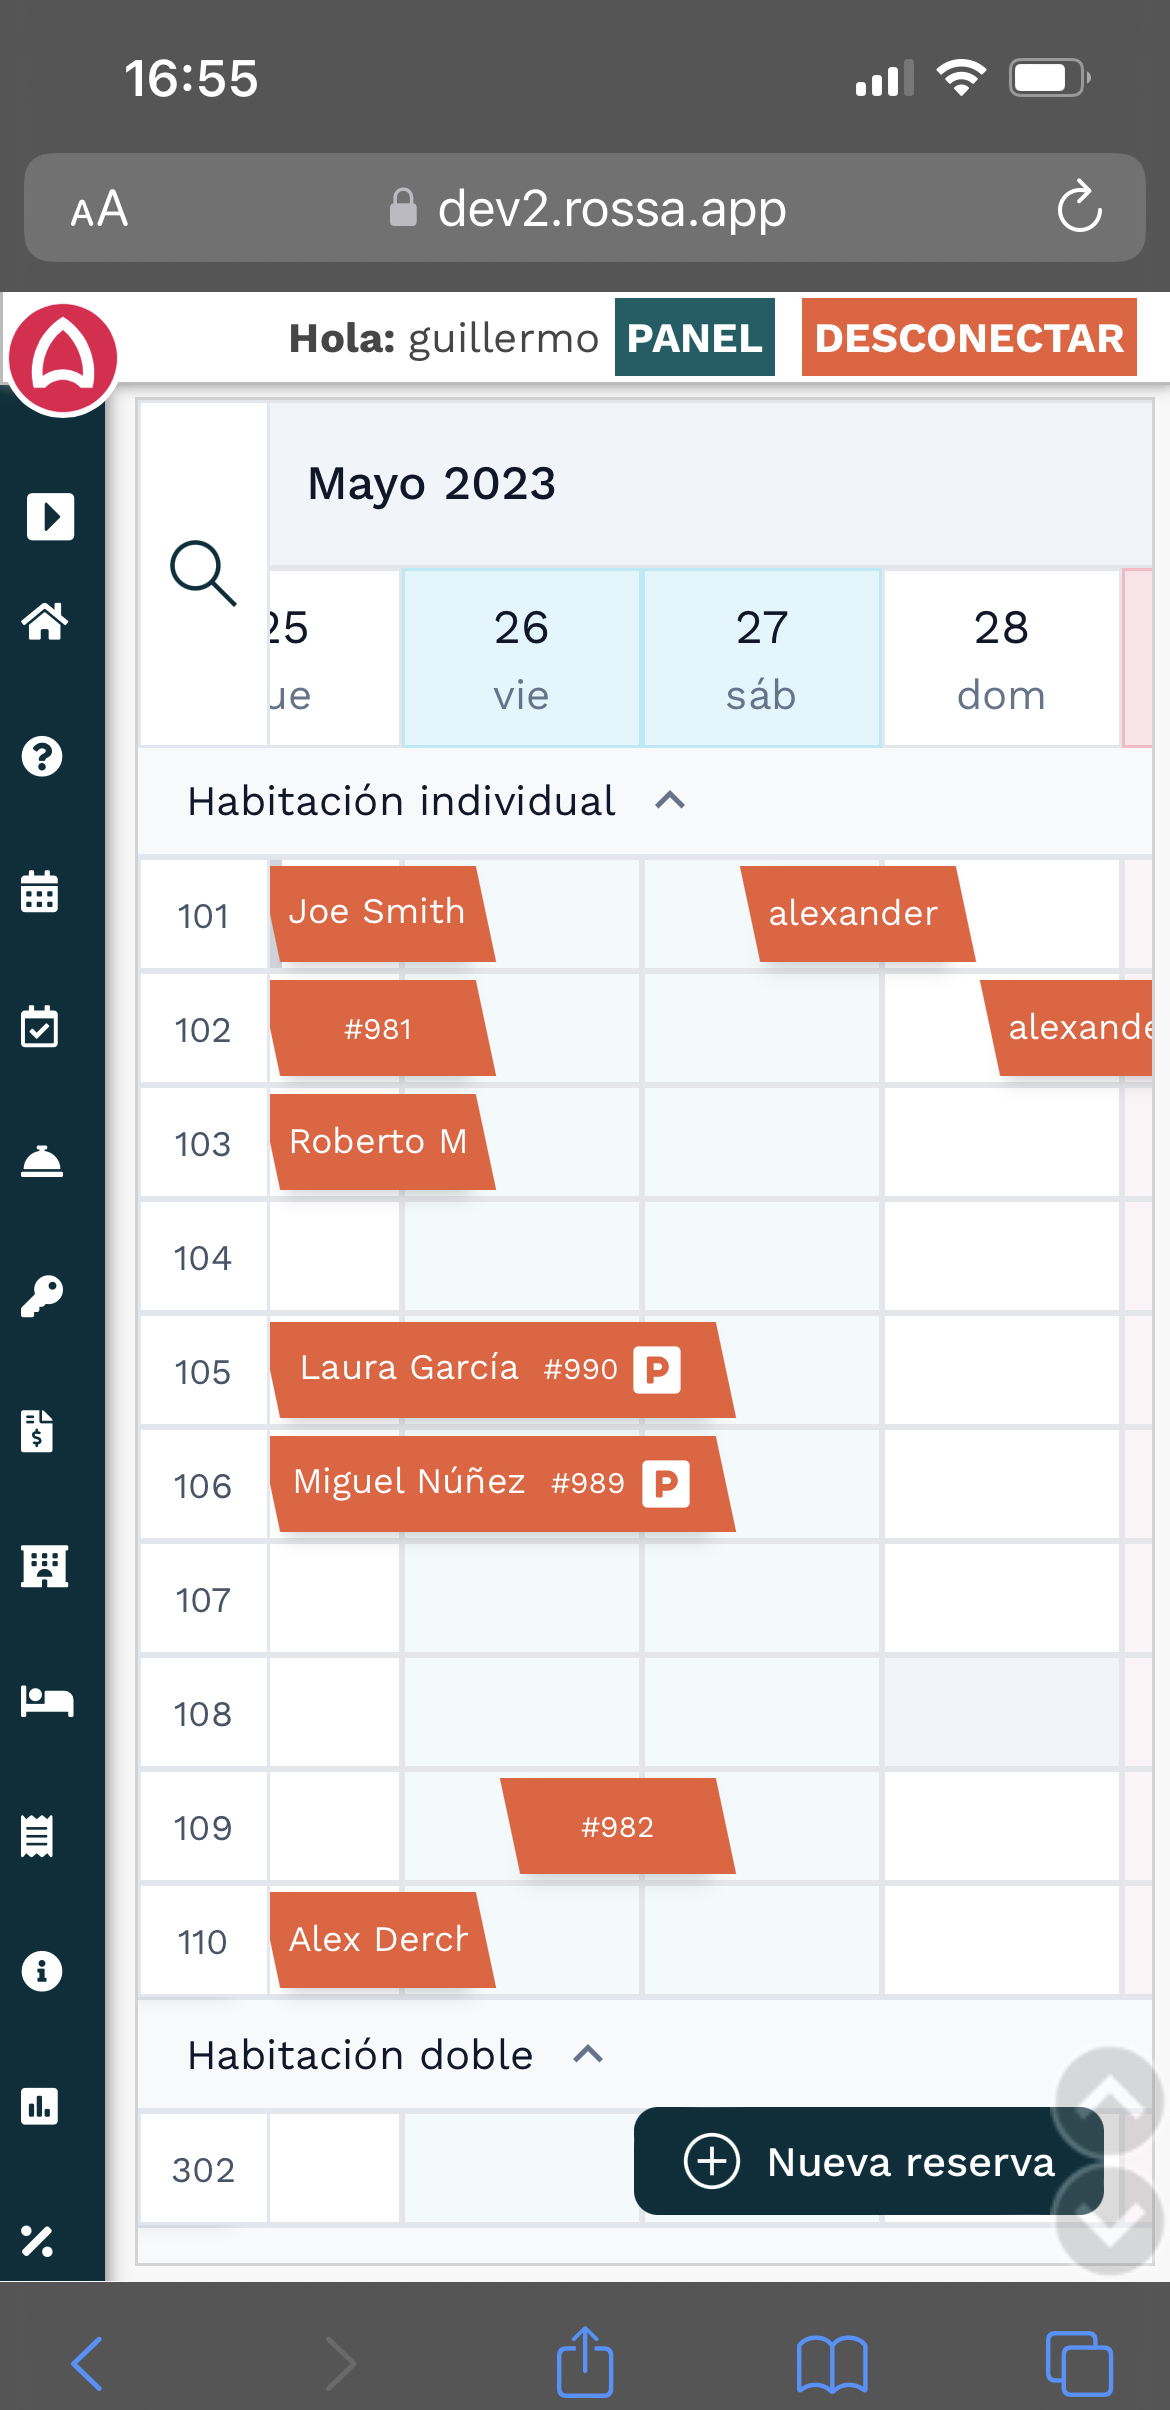 16:55
AA dev2.rossa.app
Hola: guillermo PANEL DESCONECTAR
Mayo 2023
25 26 27 28
ue vie sáb dom
Habitación individual
101 Joe Smith alexander
102 #981 alexande
103 Roberto M
104
105 Laura García #990 P
106 Miguel Núñez #989 P
107
108
109 #982
110 Alex Derch
Habitación doble
302 Nueva reserva